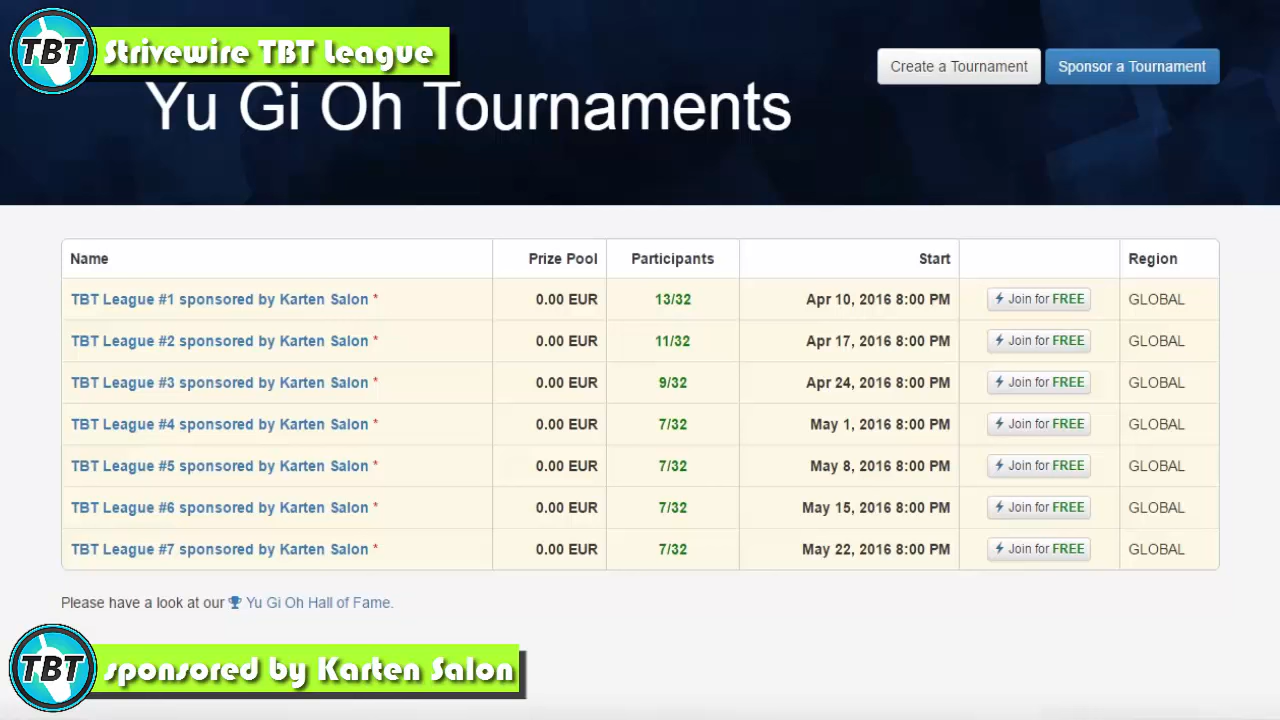 TBT Strivewire TBT League
Create a Tournament Sponsor a Tournament
Yu Gi Oh Tournaments
Name Prize Pool Participants Start Region
TBT League #1 sponsored by Karten Salon * 0.00 EUR 13/32 Apr 10, 2016 8:00 PM Join for FREE GLOBAL
TBT League #2 sponsored by Karten Salon * 0.00 EUR 11/32 Apr 17, 2016 8:00 PM Join for FREE GLOBAL
TBT League #3 sponsored by Karten Salon * 0.00 EUR 9/32 Apr 24, 2016 8:00 PM Join for FREE GLOBAL
TBT League #4 sponsored by Karten Salon * 0.00 EUR 7/32 May 1, 2016 8:00 PM Join for FREE GLOBAL
TBT League #5 sponsored by Karten Salon * 0.00 EUR 7/32 May 8, 2016 8:00 PM Join for FREE GLOBAL
TBT League #6 sponsored by Karten Salon * 0.00 EUR 7/32 May 15, 2016 8:00 PM Join for FREE GLOBAL
TBT League #7 sponsored by Karten Salon * 0.00 EUR 7/32 May 22, 2016 8:00 PM Join for FREE GLOBAL
Please have a look at our Yu Gi Oh Hall of Fame.
TBT sponsored by Karten Salon